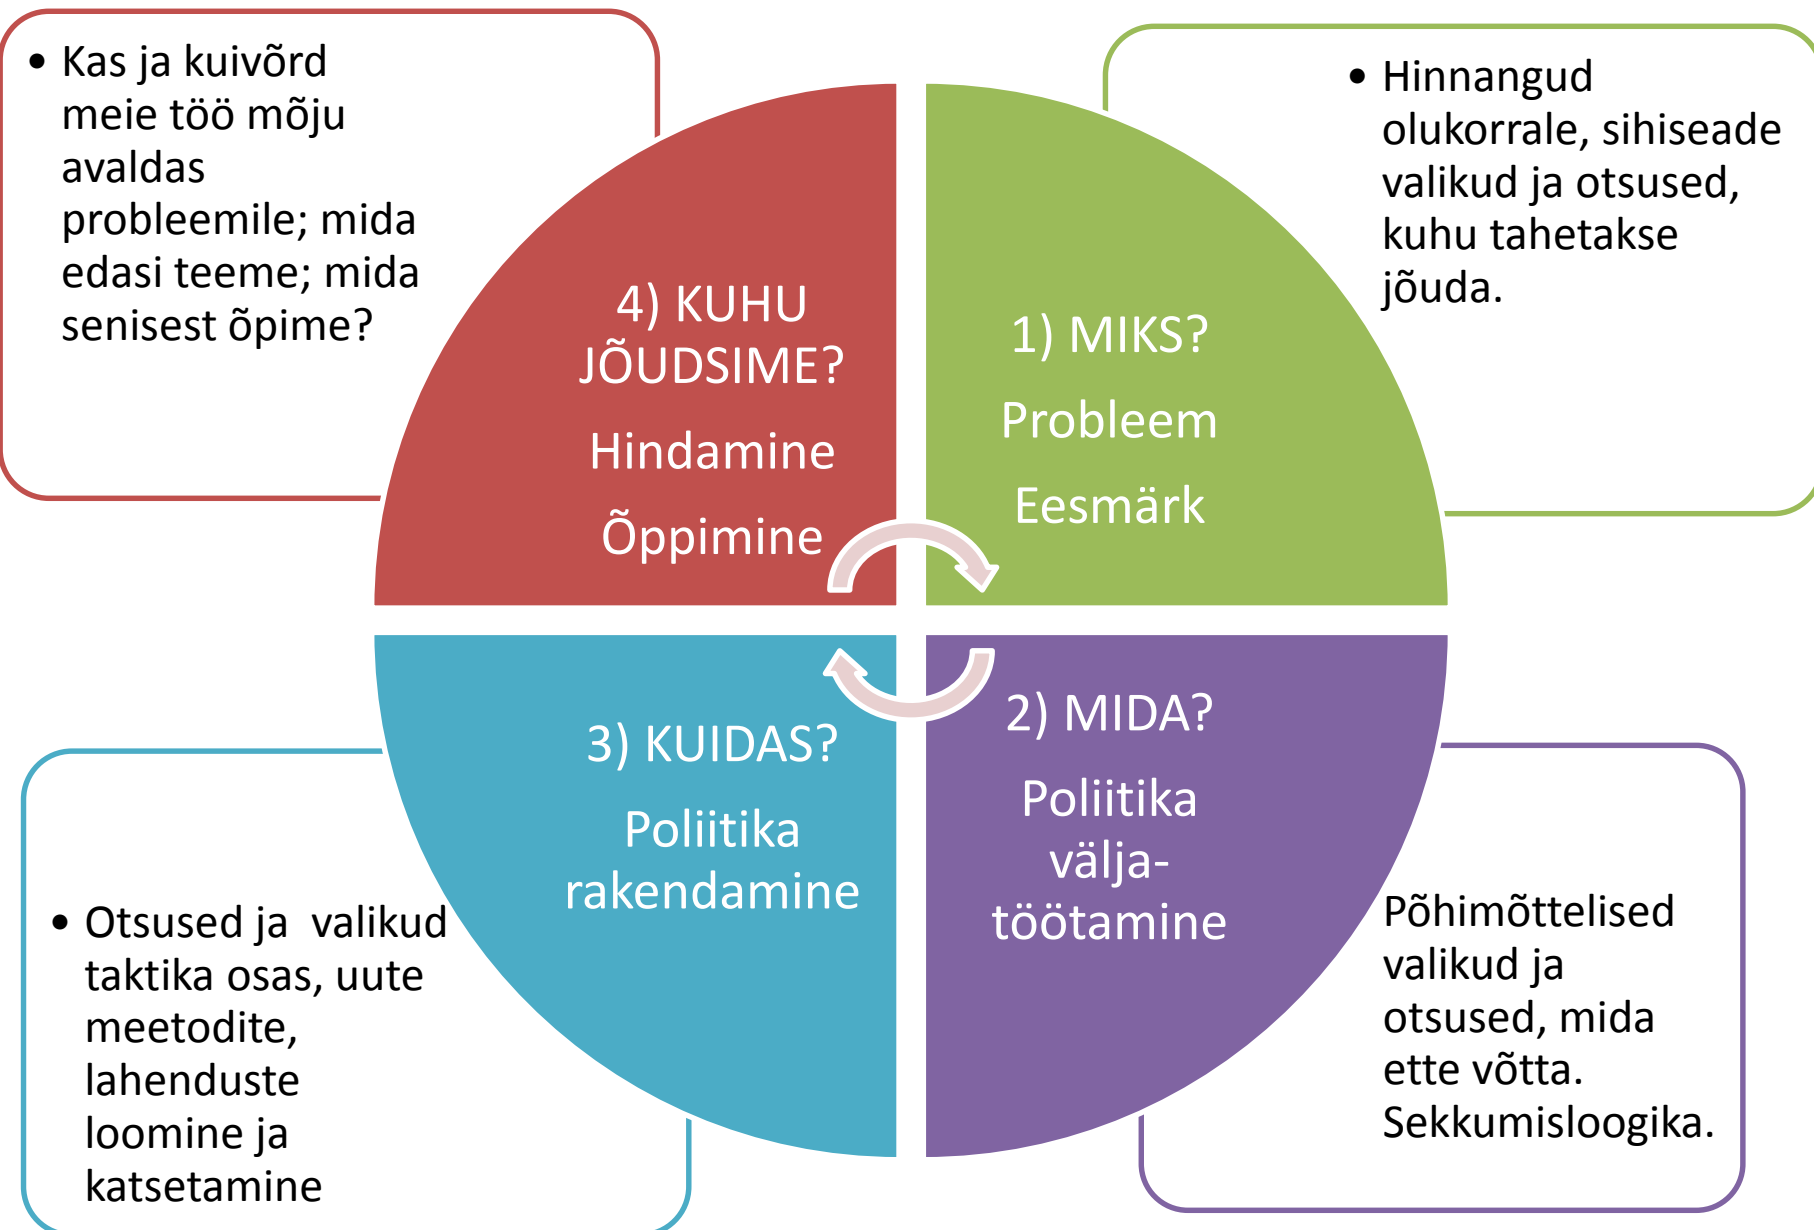 • Kas ja kuivõrd
meie töö mõju
avaldas
probleemile; mida
edasi teeme; mida
senisest õpime?
• Hinnangud
olukorrale, sihiseade
valikud ja otsused,
kuhu tahetakse
jõuda.
4) KUHU
JÕUDSIME?
Hindamine
Õppimine
1) MIKS?
Probleem
Eesmärk
3) KUIDAS?
Poliitika
rakendamine
2) MIDA?
Poliitika
välja-
töötamine
• Otsused ja  valikud
taktika osas, uute
meetodite,
lahenduste
loomine ja
katsetamine
Põhimõttelised
valikud ja
otsused, mida
ette võtta.
Sekkumisloogika.